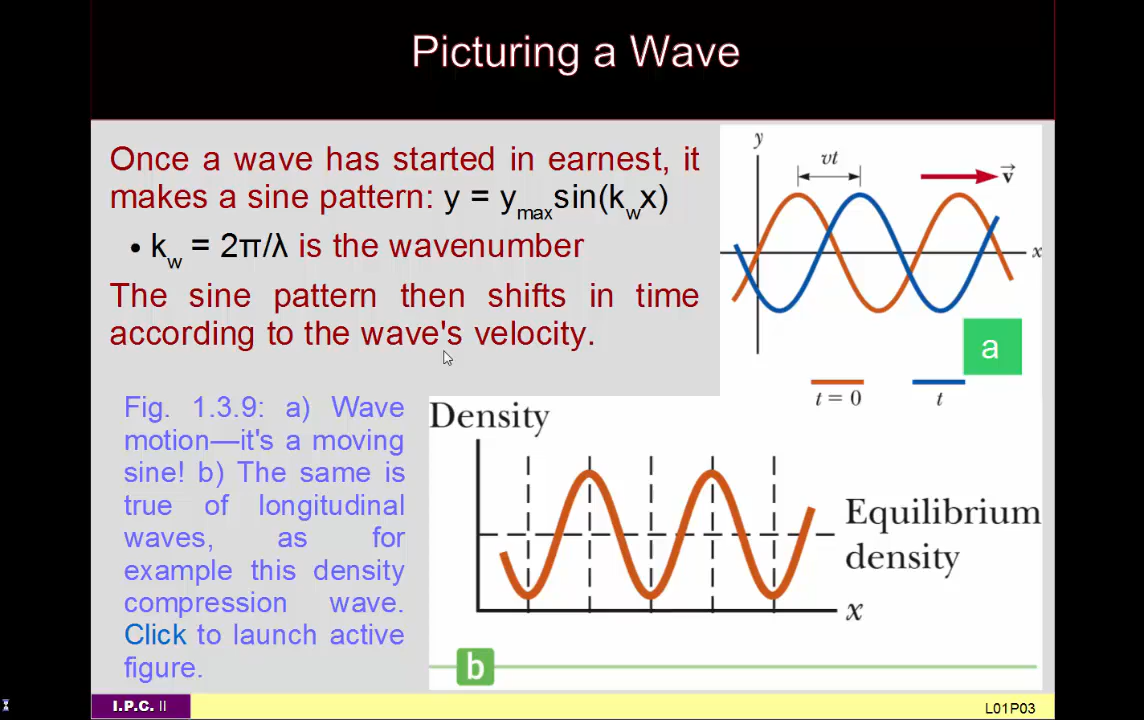 Picturing a Wave
Once a wave has started in earnest, it
makes a sine pattern: y = yₘₐₓsin(k_w x)
• k_w = 2π/λ is the wavenumber
The sine pattern then shifts in time
according to the wave's velocity.
y
vt
v⃗
x
a
t = 0
t
Fig. 1.3.9: a) Wave
motion—it's a moving
sine! b) The same is
true of longitudinal
waves, as for
example this density
compression wave.
Click to launch active
figure.
Density
Equilibrium
density
x
b
I.P.C. II
L01P03